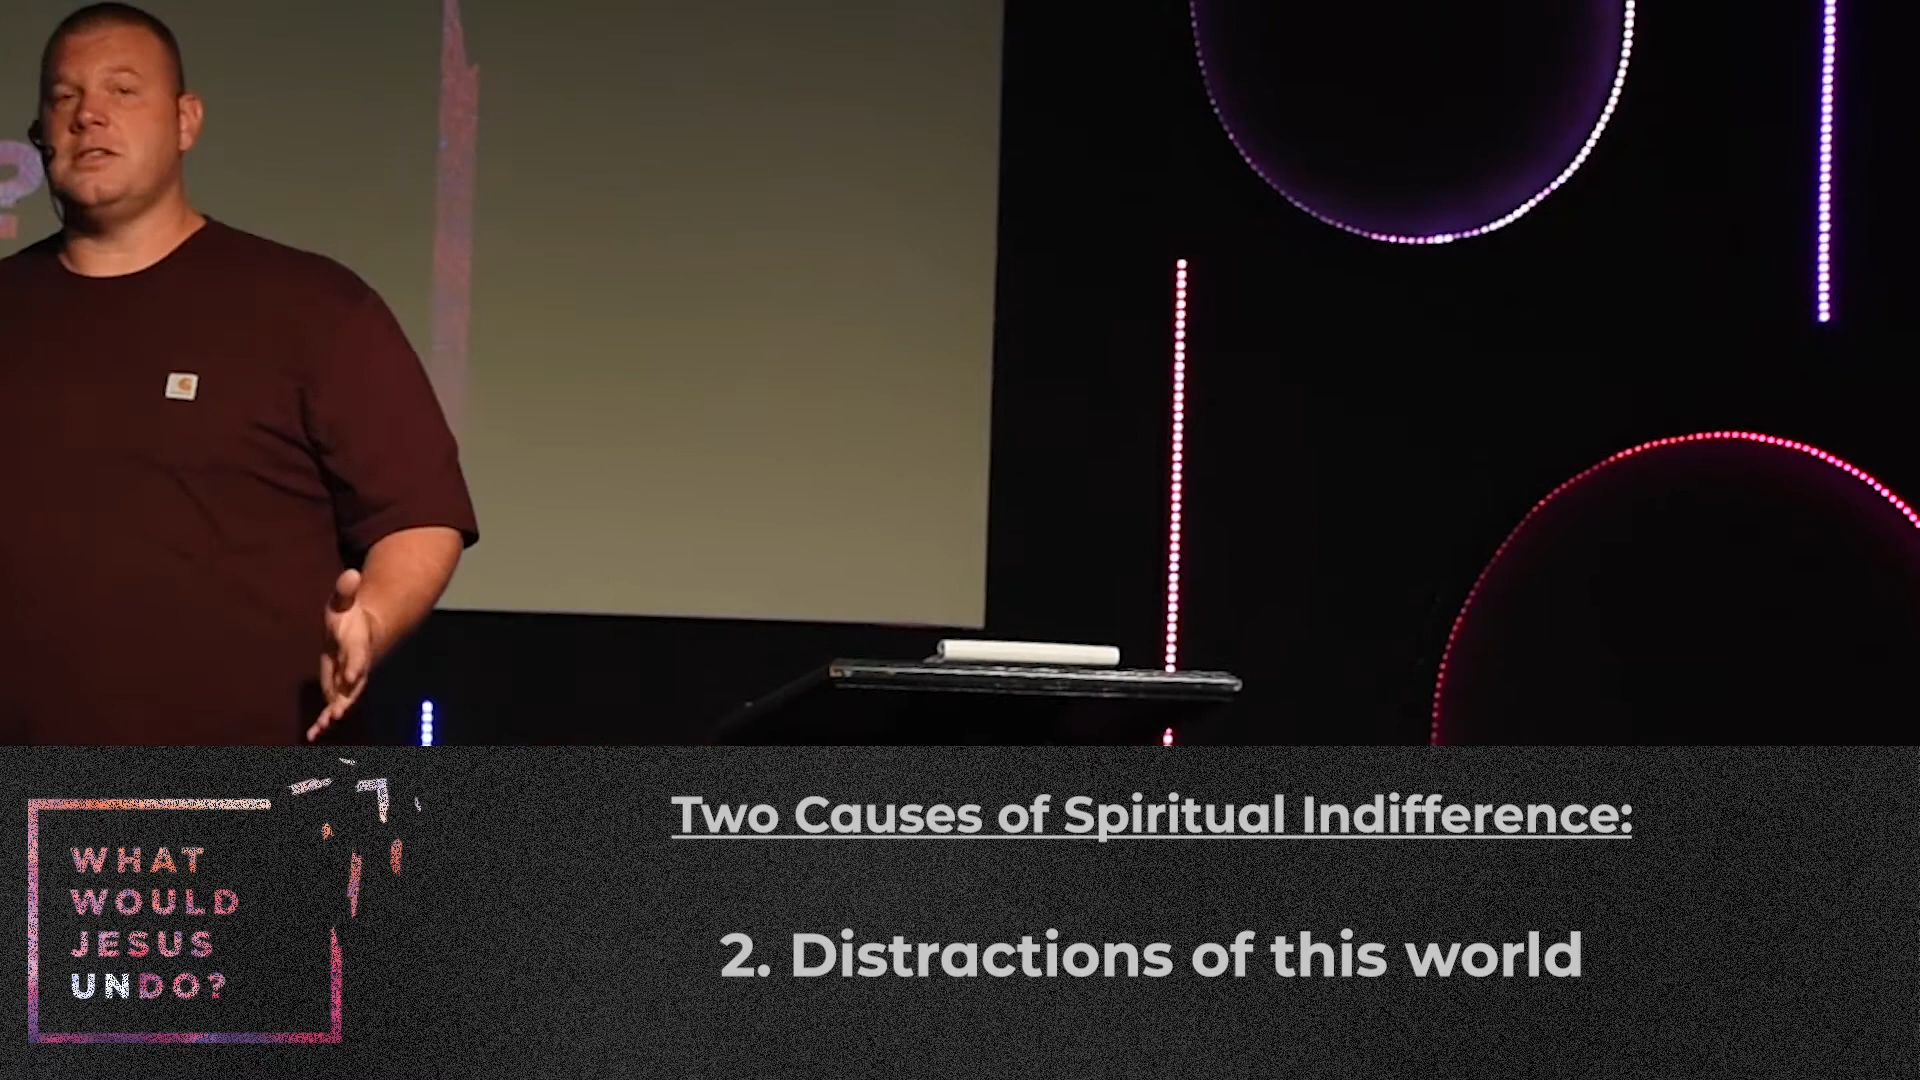 ?
Two Causes of Spiritual Indifference:
2. Distractions of this world
WHAT
WOULD
JESUS
UNDO?